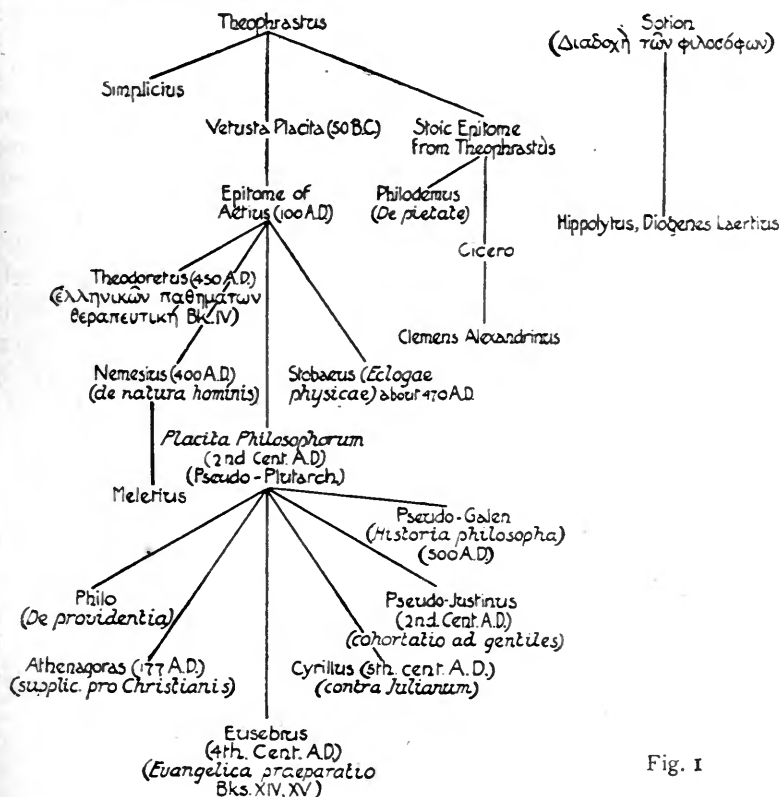 Theophrastus
Sotion
(Διαδοχὴ τῶν φιλοσόφων)
Simplicius
Vetusta Placita (50 B.C)
Stoic Epitome
from Theophrastus
Epitome of
Aëtius (100 A.D)
Philodemus
(De pietate)
Hippolytus, Diogenes Laertius
Cicero
Theodoretus (450 A.D.)
(ἑλληνικῶν παθημάτων
θεραπευτική Bk. IV)
Clemens Alexandrinus
Nemesius (400 A.D)
(de natura hominis)
Stobaeus (Eclogae
physicae) about 470 A.D.
Placita Philosophorum
(2nd Cent. A.D)
(Pseudo-Plutarch)
Meletius
Pseudo-Galen
(Historia philosopha)
(500 A.D)
Philo
(De providentia)
Pseudo-Justinus
(2nd. Cent. A.D)
(cohortatio ad gentiles)
Athenagoras (177 A.D.)
(supplic. pro Christianis)
Cyrillus (5th. cent. A.D.)
(contra Julianum)
Eusebius
(4th. Cent. A.D)
(Evangelica praeparatio
Bks. XIV, XV)
Fig. 1